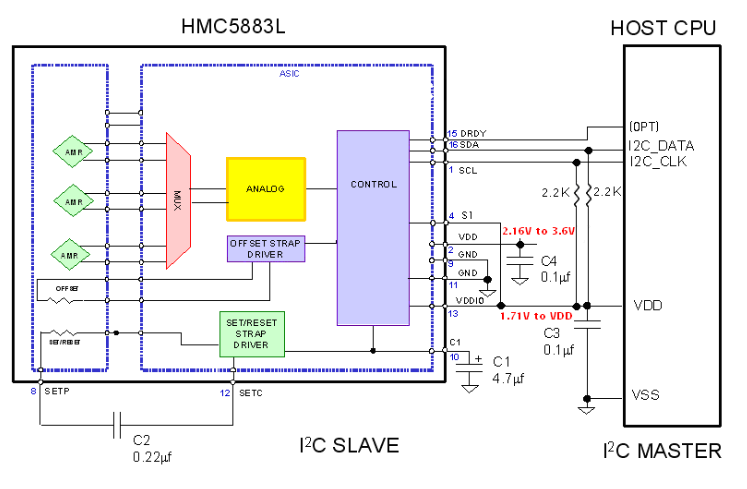 HMC5883L
HOST CPU
ASIC
15 DRDY
(OPT)
16 SDA
I2C_DATA
I2C_CLK
1 SCL
AMR
AMR
AMR
MUX
ANALOG
CONTROL
2.2K
2.2K
4 S1
2.16V to 3.6V
VDD
2
GND
9
GND
11
C4
0.1µf
OFFSET STRAP
DRIVER
OFFSET
VDDIO
13
1.71V to VDD
VDD
SET/RESET
STRAP
DRIVER
SET/RESET
C3
0.1µf
C1
10
+
C1
4.7µf
8 SETP
12 SETC
VSS
C2
0.22µf
I²C SLAVE
I²C MASTER